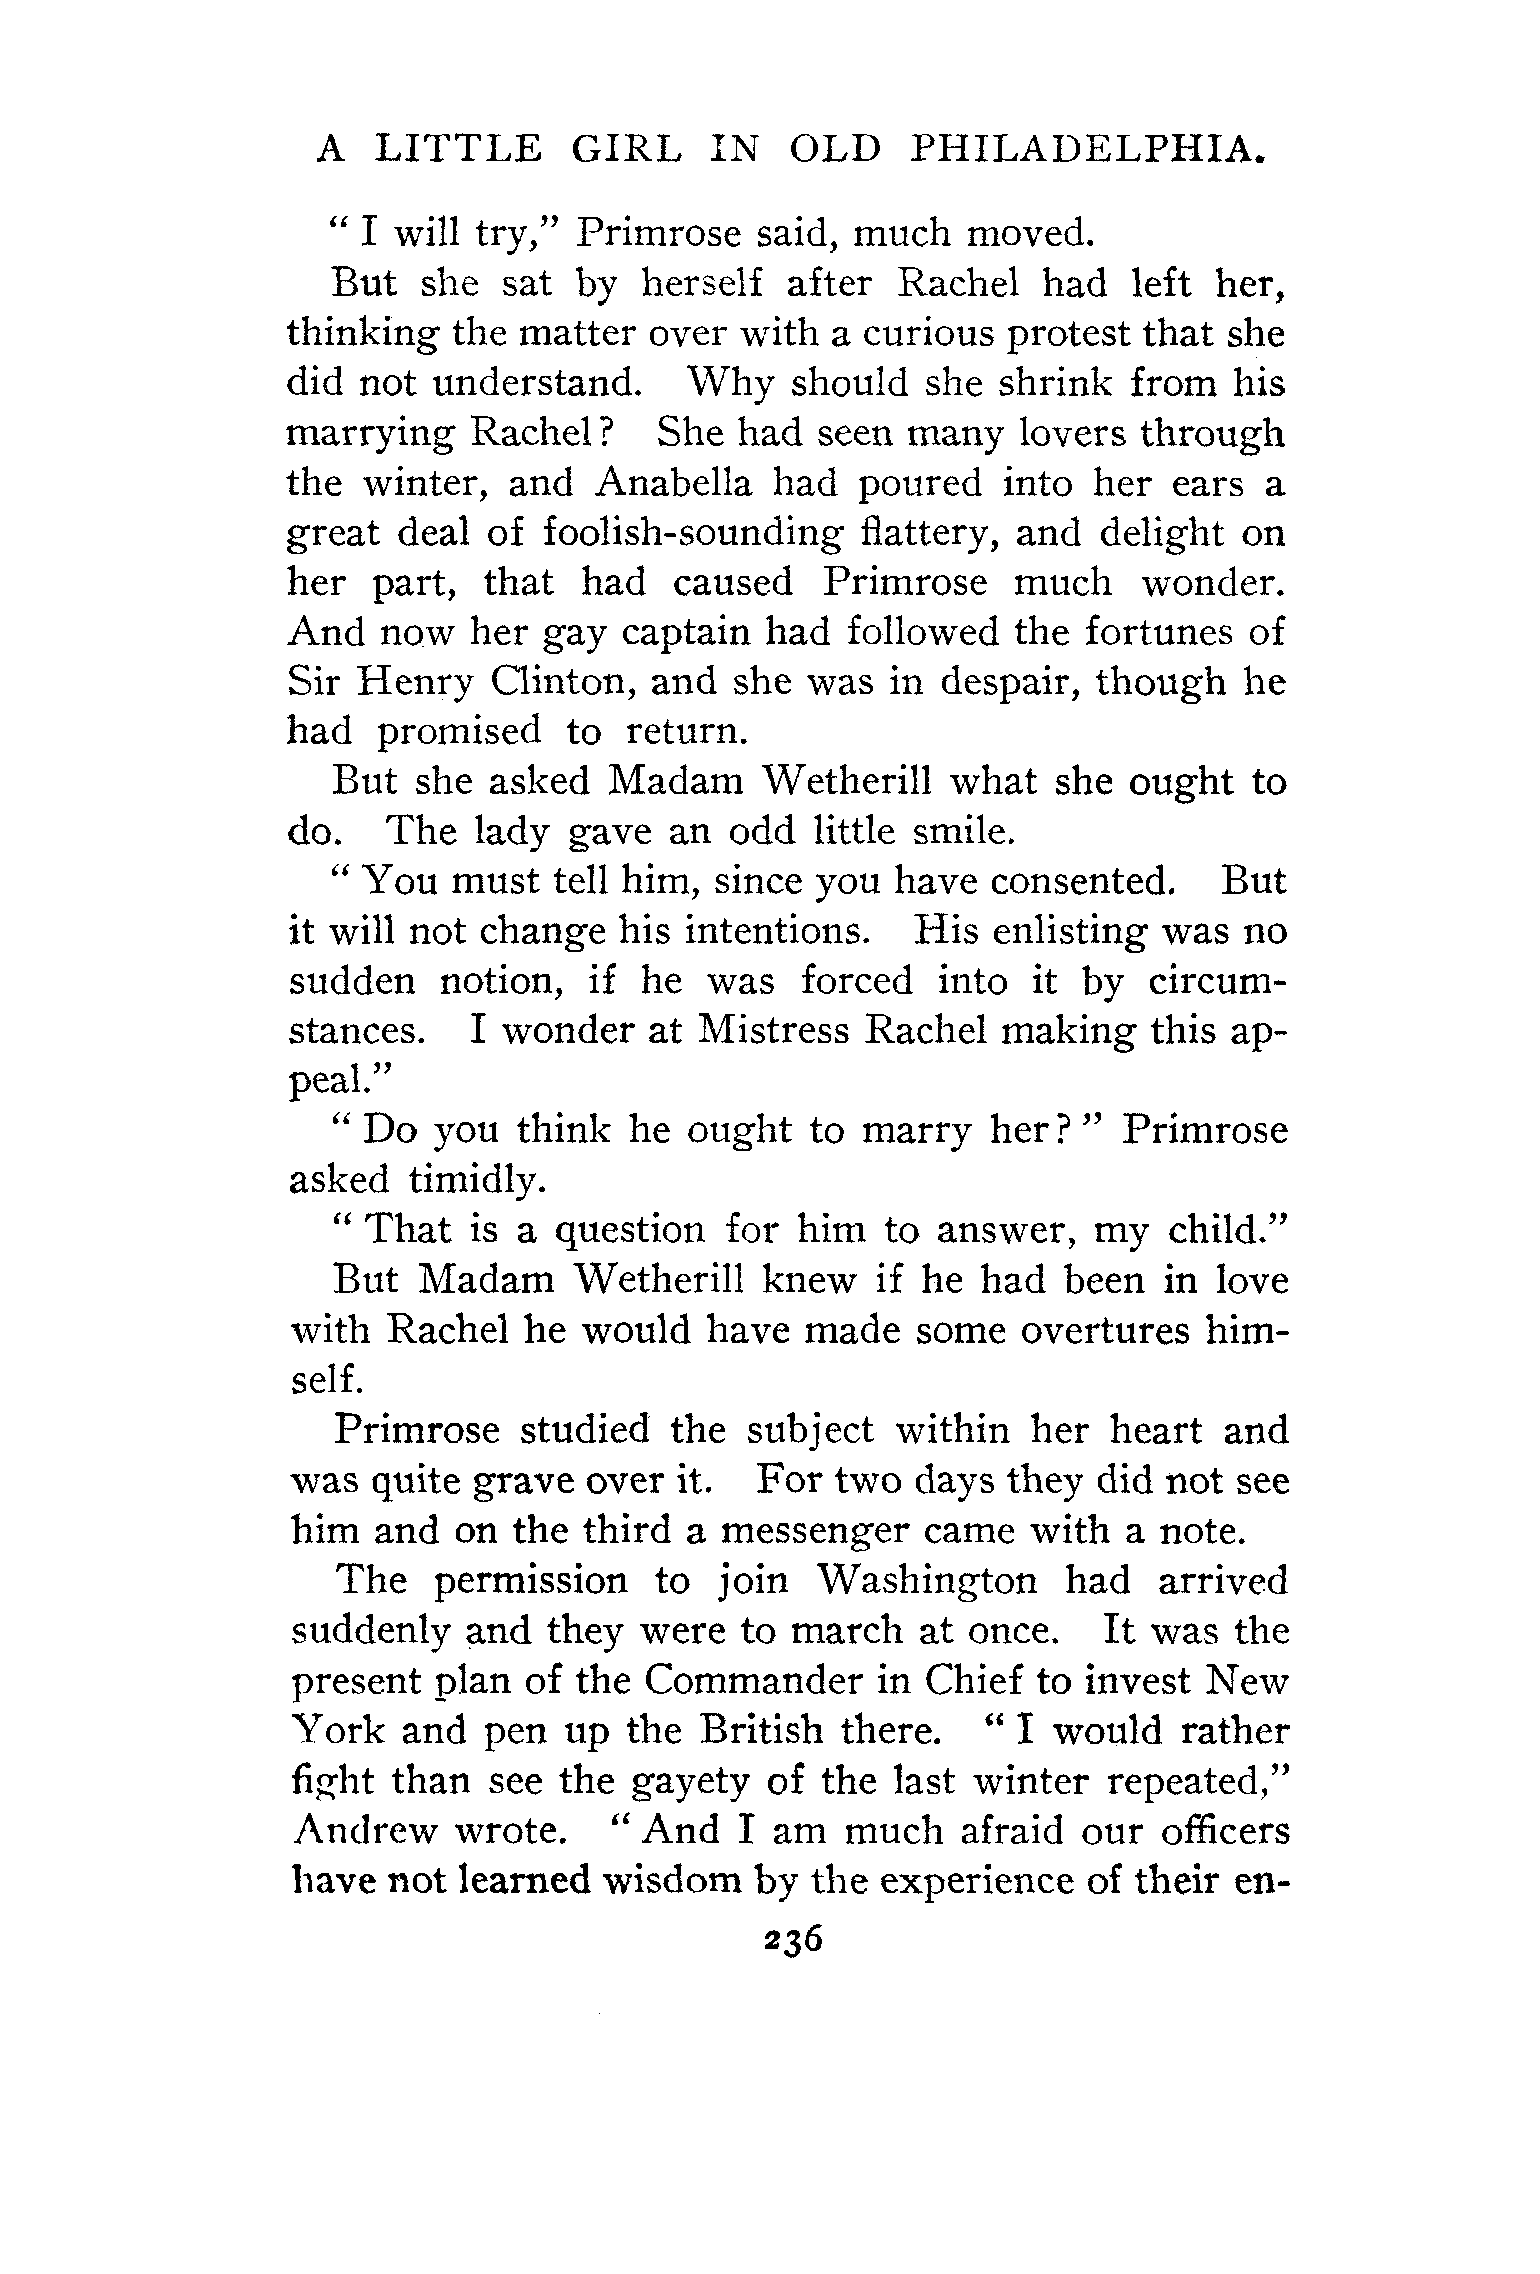 A LITTLE GIRL IN OLD PHILADELPHIA.
“ I will try,” Primrose said, much moved.
But she sat by herself after Rachel had left her,
thinking the matter over with a curious protest that she
did not understand. Why should she shrink from his
marrying Rachel? She had seen many lovers through
the winter, and Anabella had poured into her ears a
great deal of foolish-sounding flattery, and delight on
her part, that had caused Primrose much wonder.
And now her gay captain had followed the fortunes of
Sir Henry Clinton, and she was in despair, though he
had promised to return.
But she asked Madam Wetherill what she ought to
do. The lady gave an odd little smile.
“ You must tell him, since you have consented. But
it will not change his intentions. His enlisting was no
sudden notion, if he was forced into it by circum-
stances. I wonder at Mistress Rachel making this ap-
peal.”
“ Do you think he ought to marry her? ” Primrose
asked timidly.
“ That is a question for him to answer, my child.”
But Madam Wetherill knew if he had been in love
with Rachel he would have made some overtures him-
self.
Primrose studied the subject within her heart and
was quite grave over it. For two days they did not see
him and on the third a messenger came with a note.
The permission to join Washington had arrived
suddenly and they were to march at once. It was the
present plan of the Commander in Chief to invest New
York and pen up the British there. “ I would rather
fight than see the gayety of the last winter repeated,”
Andrew wrote. “ And I am much afraid our officers
have not learned wisdom by the experience of their en-
236